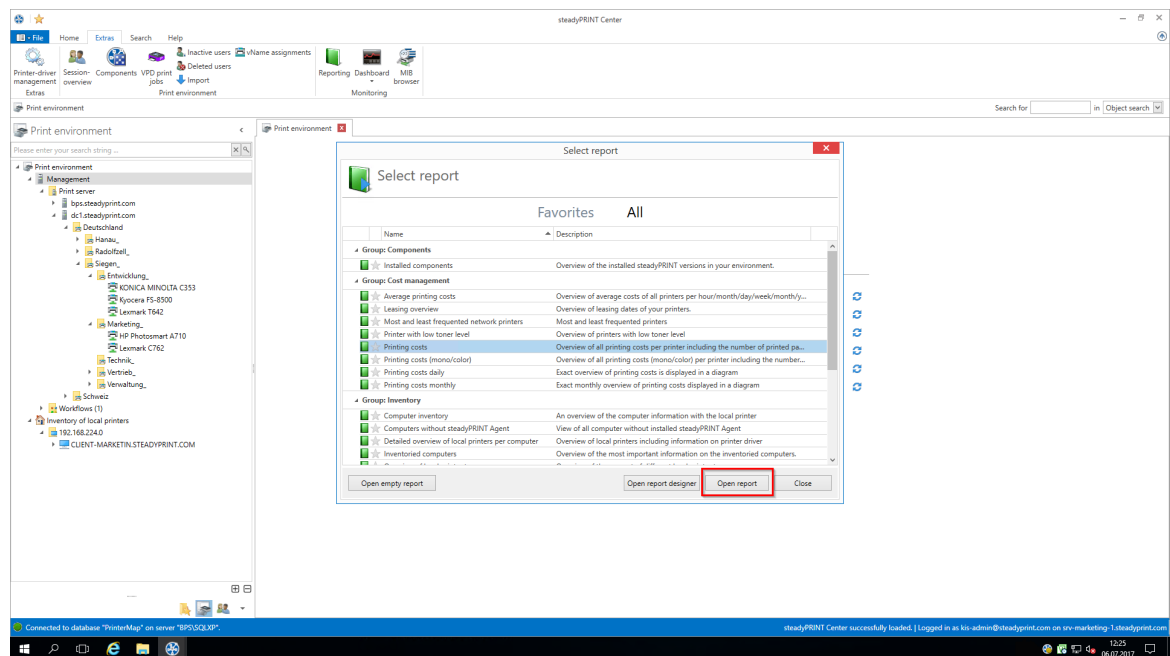 steadyPRINT Center
File Home Extras Search Help
Printer-driver management
Session-overview
Components
VPD print jobs
Inactive users
Deleted users
Import
vName assignments
Reporting
Dashboard
MIB browser
Extras Print environment Monitoring
Print environment
Search for in Object search
Print environment
Print environment
Please enter your search string ...
Print environment
Management
Print server
bps.steadyprint.com
dc1.steadyprint.com
Deutschland
Hanau_
Radolfzell_
Siegen_
Entwicklung_
KONICA MINOLTA C353
Kyocera FS-8500
Lexmark T642
Marketing_
HP Photosmart A710
Lexmark C762
Technik_
Vertrieb_
Verwaltung_
Schweiz
Workflows (1)
Inventory of local printers
192.168.224.0
CLIENT-MARKETIN.STEADYPRINT.COM
Select report
Select report
Favorites All
Name Description
Group: Components
Installed components Overview of the installed steadyPRINT versions in your environment.
Group: Cost management
Average printing costs Overview of average costs of all printers per hour/month/day/week/month/y...
Leasing overview Overview of leasing dates of your printers.
Most and least frequented network printers Most and least frequented printers
Printer with low toner level Overview of printers with low toner level
Printing costs Overview of all printing costs per printer including the number of printed pa...
Printing costs (mono/color) Overview of all printing costs (mono/color) per printer including the number...
Printing costs daily Exact overview of printing costs is displayed in a diagram
Printing costs monthly Exact monthly overview of printing costs displayed in a diagram
Group: Inventory
Computer inventory An overview of the computer information with the local printer
Computers without steadyPRINT Agent View of all computer without installed steadyPRINT Agent
Detailed overview of local printers per computer Overview of local printers including information on printer driver
Inventoried computers Overview of the most important information on the inventoried computers.
Open empty report Open report designer Open report Close
Connected to database "PrinterMap" on server "BPS\SQLXP".
steadyPRINT Center successfully loaded. | Logged in as kis-admin@steadyprint.com on srv-marketing-1.steadyprint.com
12:25
06.07.2017